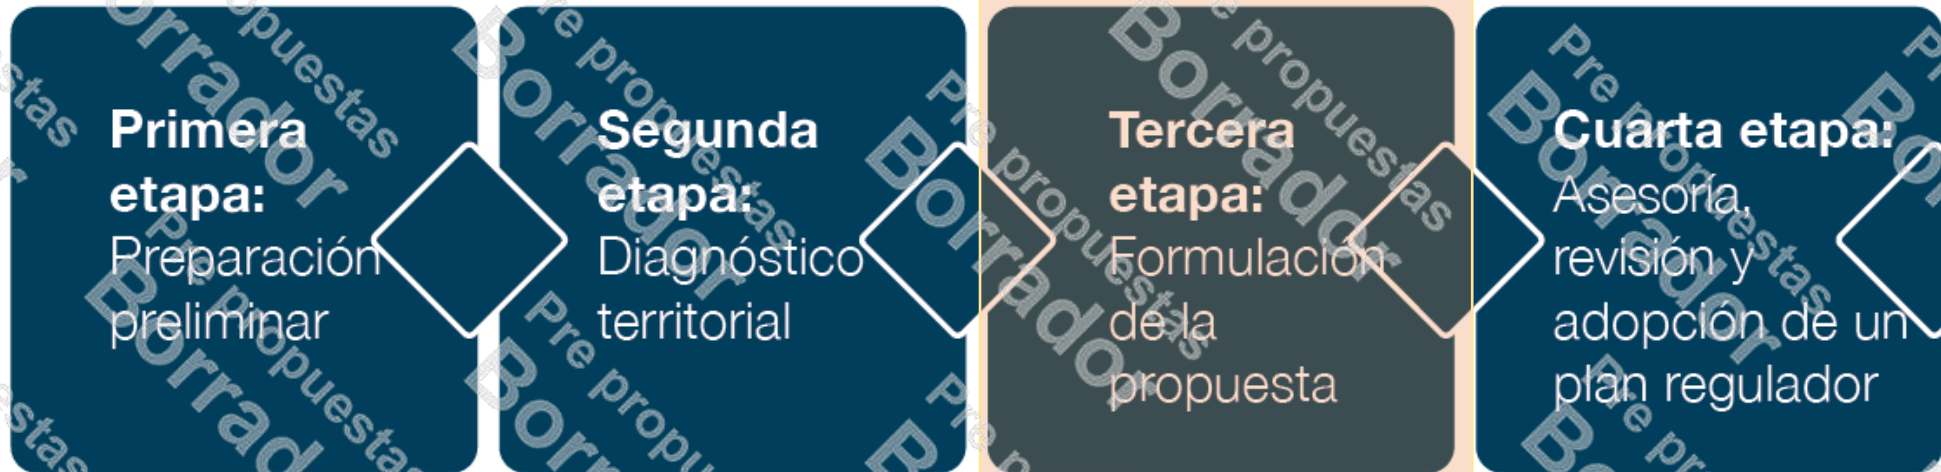 Primera
etapa:
Preparación
preliminar
Segunda
etapa:
Diagnóstico
territorial
Tercera
etapa:
Formulación
de la
propuesta
Cuarta etapa:
Asesoría,
revisión y
adopción de un
plan regulador
Pre propuestas
Borrador